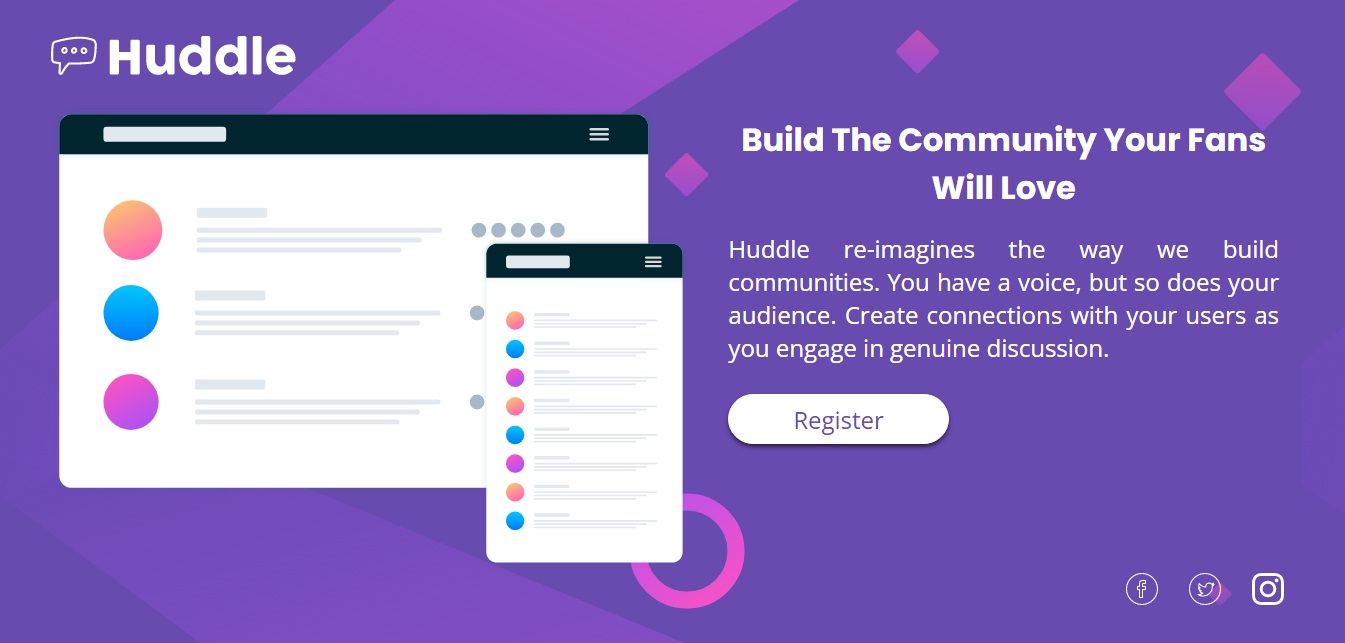 Huddle
Build The Community Your Fans
Will Love
Huddle re-imagines the way we build
communities. You have a voice, but so does your
audience. Create connections with your users as
you engage in genuine discussion.
Register